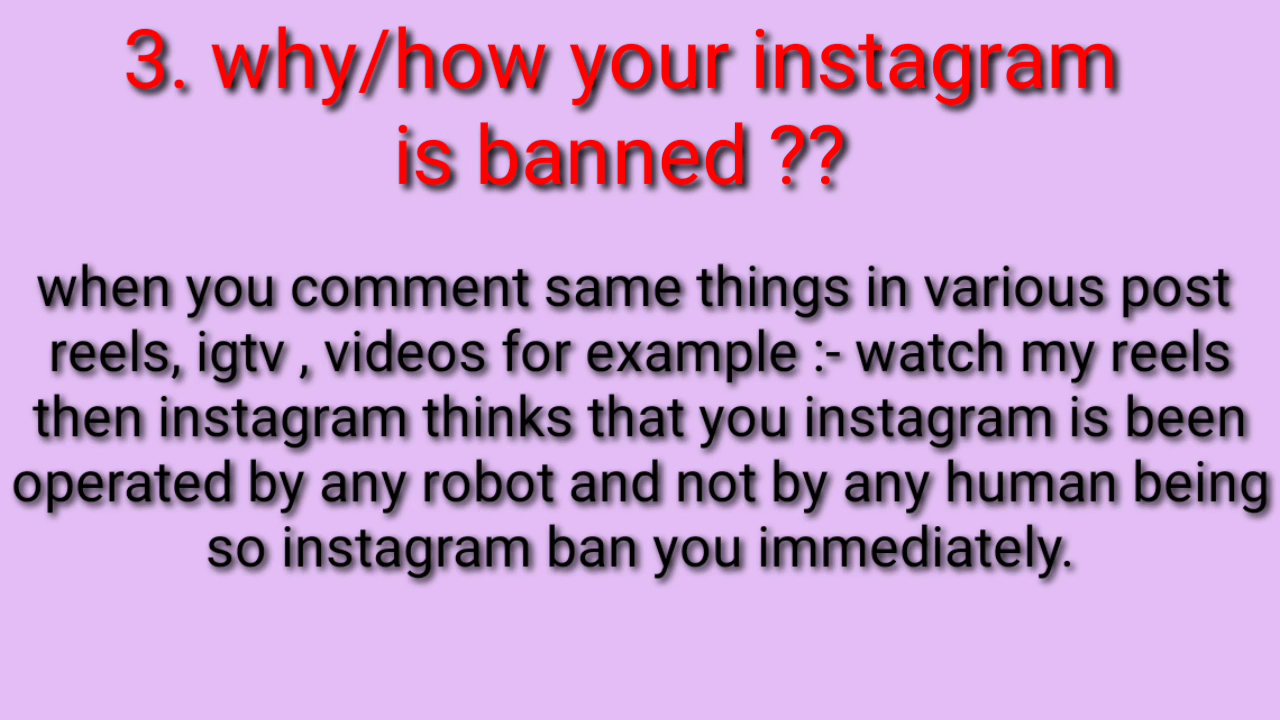 3. why/how your instagram
is banned ??
when you comment same things in various post
reels, igtv , videos for example :- watch my reels
then instagram thinks that you instagram is been
operated by any robot and not by any human being
so instagram ban you immediately.